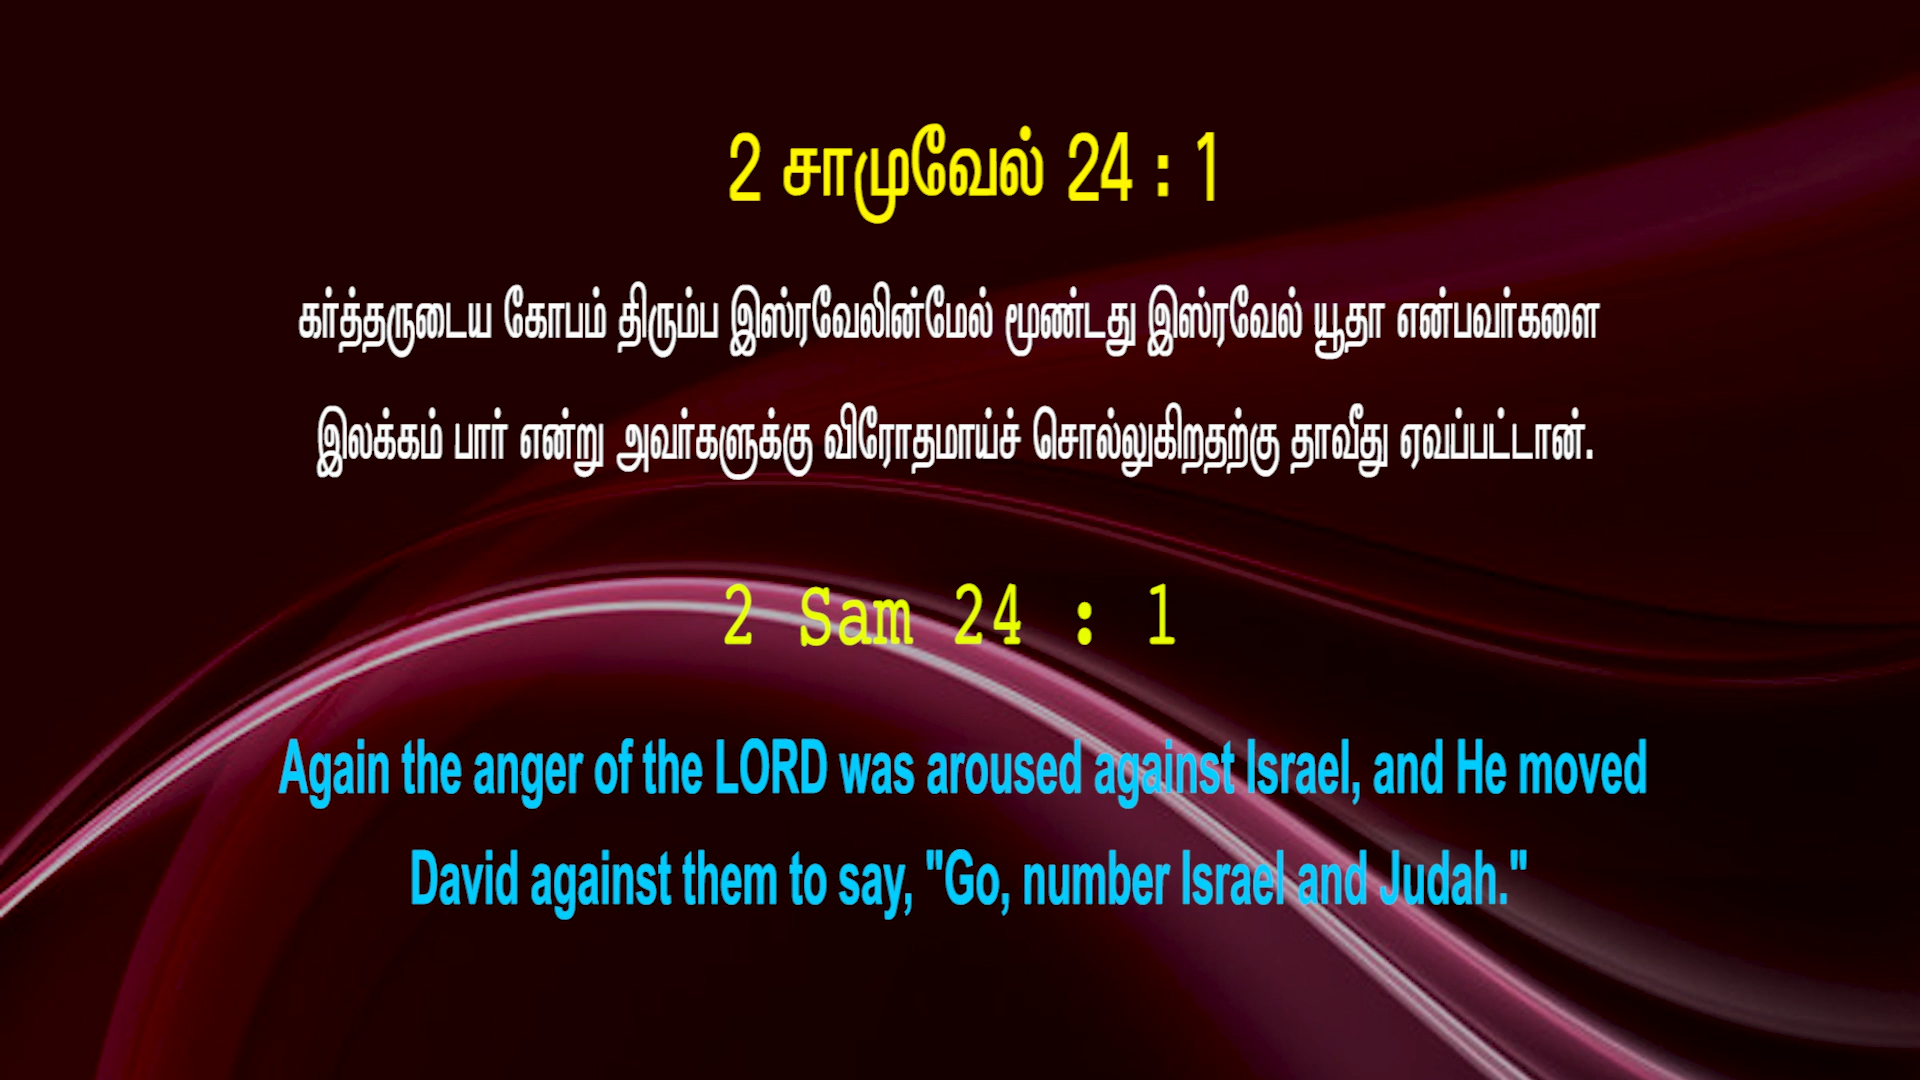 2 சாமுவேல் 24 : 1
கர்த்தருடைய கோபம் திரும்ப இஸ்ரவேலின்மேல் மூண்டது இஸ்ரவேல் யூதா என்பவர்களை
இலக்கம் பார் என்று அவர்களுக்கு விரோதமாய்ச் சொல்லுகிறதற்கு தாவீது ஏவப்பட்டான்.
2 Sam 24 : 1
Again the anger of the LORD was aroused against Israel, and He moved
David against them to say, "Go, number Israel and Judah."